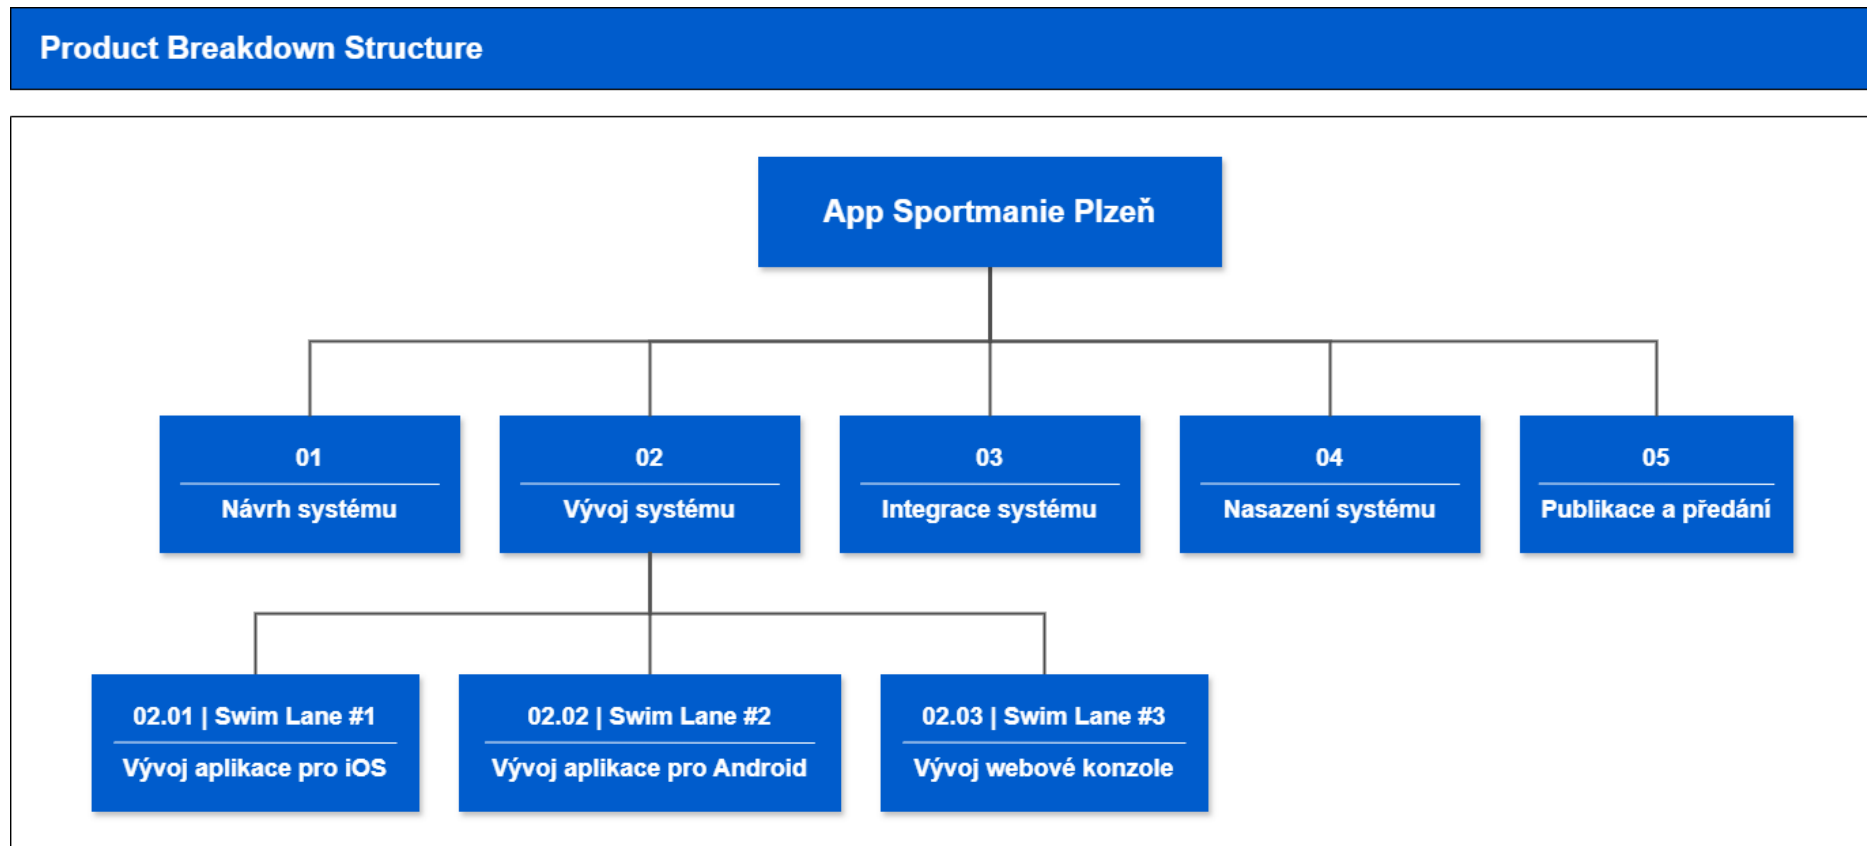 Product Breakdown Structure
App Sportmanie Plzeň
01
Návrh systému
02
Vývoj systému
03
Integrace systému
04
Nasazení systému
05
Publikace a předání
02.01 | Swim Lane #1
Vývoj aplikace pro iOS
02.02 | Swim Lane #2
Vývoj aplikace pro Android
02.03 | Swim Lane #3
Vývoj webové konzole